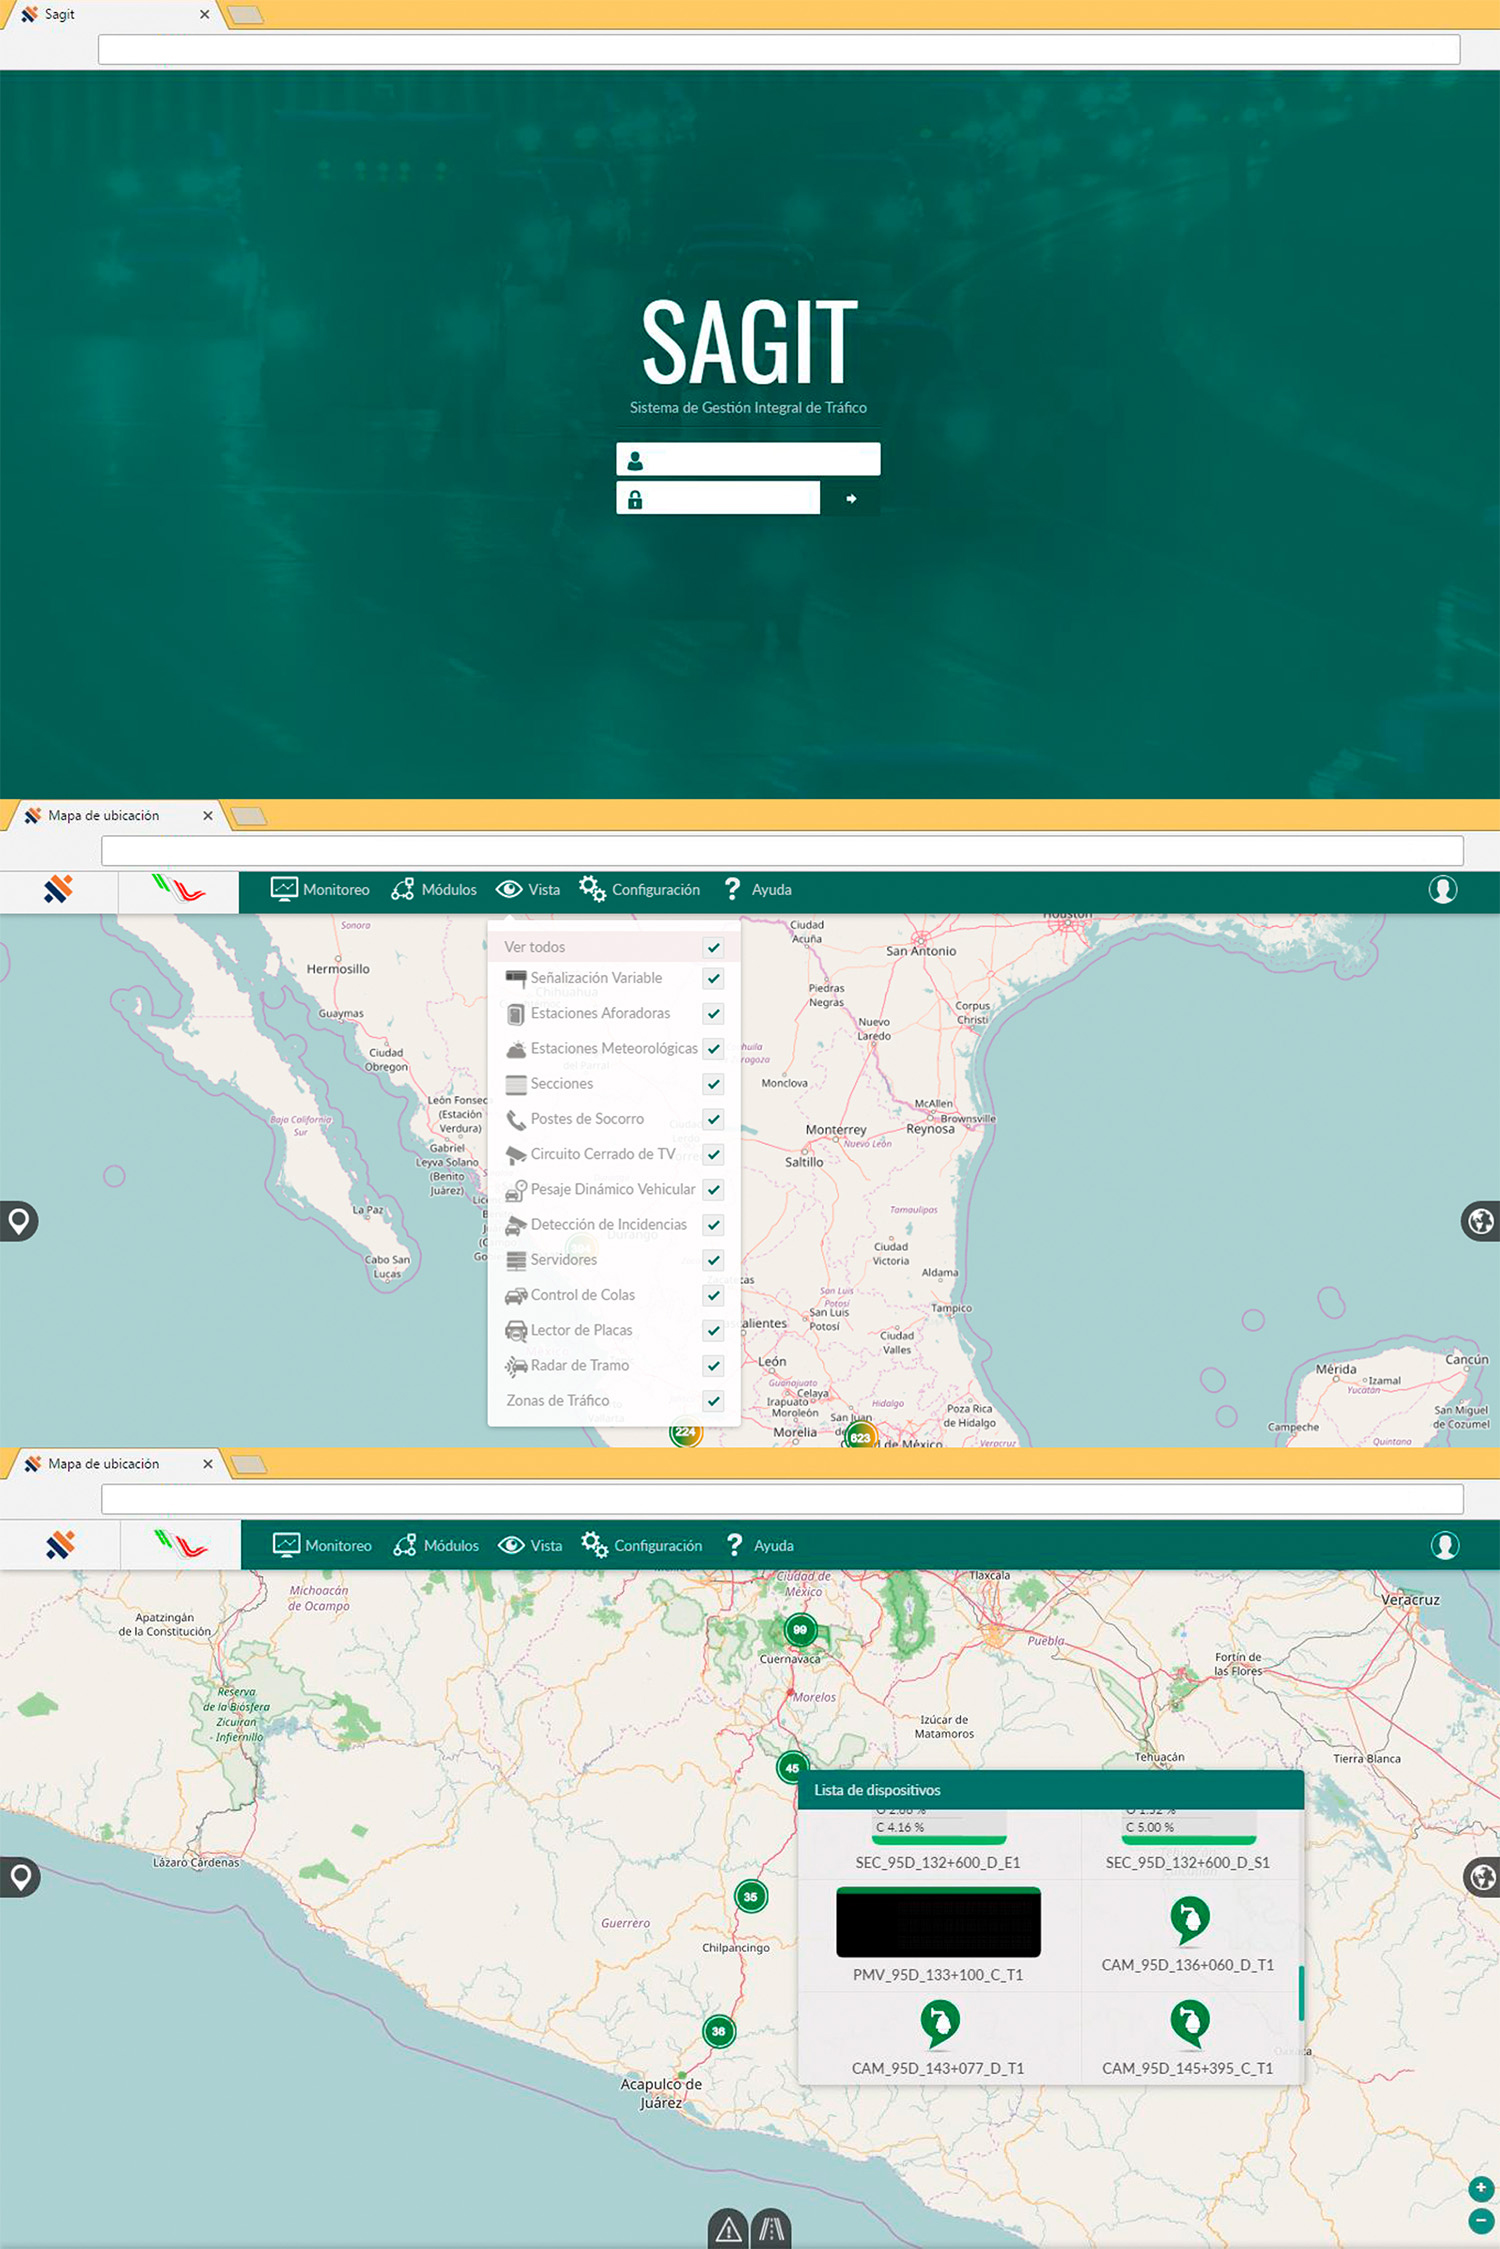 Sagit
SAGIT
Sistema de Gestión Integral de Tráfico
Mapa de ubicación
Monitoreo
Módulos
Vista
Configuración
Ayuda
Ver todos
Señalización Variable
Estaciones Aforadoras
Estaciones Meteorológicas
Secciones
Postes de Socorro
Circuito Cerrado de TV
Pesaje Dinámico Vehicular
Detección de Incidencias
Servidores
Control de Colas
Lector de Placas
Radar de Tramo
Zonas de Tráfico
Sonora
Hermosillo
Guaymas
Ciudad
Obregon
León Fonsec
(Estación
Verdura)
Gabriel
Leyva Solano
(Benito
Juárez)
Baja California
Sur
La Paz
Cabo San
Lucas
Durango
Ciudad
Acuña
San Antonio
Houston
Piedras
Negras
Corpus
Christi
Nuevo
Laredo
Monclova
McAllen
Brownsville
Reynosa
Monterrey
Nuevo León
Saltillo
Tamaulipas
Ciudad
Victoria
Aldama
Tampico
San Luis
Potosí
San Luis
Potosí
Ciudad
Valles
León
Guanajuato
Celaya
Irapuato
Moroleón
San Juan
Hidalgo
Poza Rica
de Hidalgo
Morelia
Veracruz
224
623
Mérida
Cancún
Izamal
Yucatán
San Miguel
de Cozumel
Campeche
Quintana
Mapa de ubicación
Monitoreo
Módulos
Vista
Configuración
Ayuda
Michoacán
de Ocampo
Apatzingán
de la Constitución
Reserva
de la Biósfera
Zicuiran
- Infiernillo
Lázaro Cárdenas
Ciudad de
México
Tlaxcala
99
Cuernavaca
Morelos
Puebla
Veracruz
Fortín de
las Flores
Izúcar de
Matamoros
Tehuacán
Tierra Blanca
45
35
Guerrero
Chilpancingo
36
Acapulco de
Juárez
Lista de dispositivos
O 2.66 %
O 1.52 %
C 4.16 %
C 5.00 %
SEC_95D_132+600_D_E1
SEC_95D_132+600_D_S1
PMV_95D_133+100_C_T1
CAM_95D_136+060_D_T1
CAM_95D_143+077_D_T1
CAM_95D_145+395_C_T1